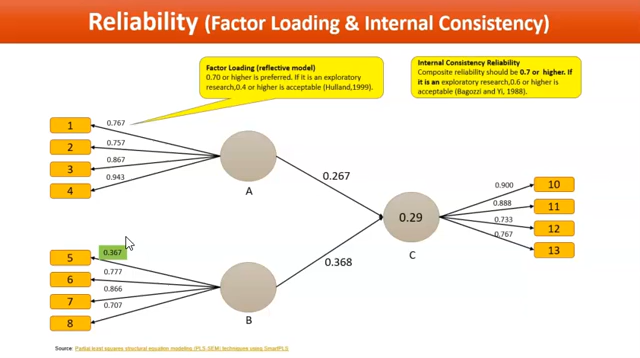 Reliability (Factor Loading & Internal Consistency)
Factor Loading (reflective model)
0.70 or higher is preferred. If it is an exploratory
research,0.4 or higher is acceptable (Hulland,1999).
Internal Consistency Reliability
Composite reliability should be 0.7 or higher. If
it is an exploratory research,0.6 or higher is
acceptable (Bagozzi and Yi, 1988).
1
0.767
2
0.757
3
0.867
4
0.943
A
0.267
5
0.367
6
0.777
7
0.866
8
0.707
B
0.368
0.29
C
0.900
10
0.888
11
0.733
12
0.767
13
Source: Partial least squares structural equation modeling (PLS-SEM) techniques using SmartPLS